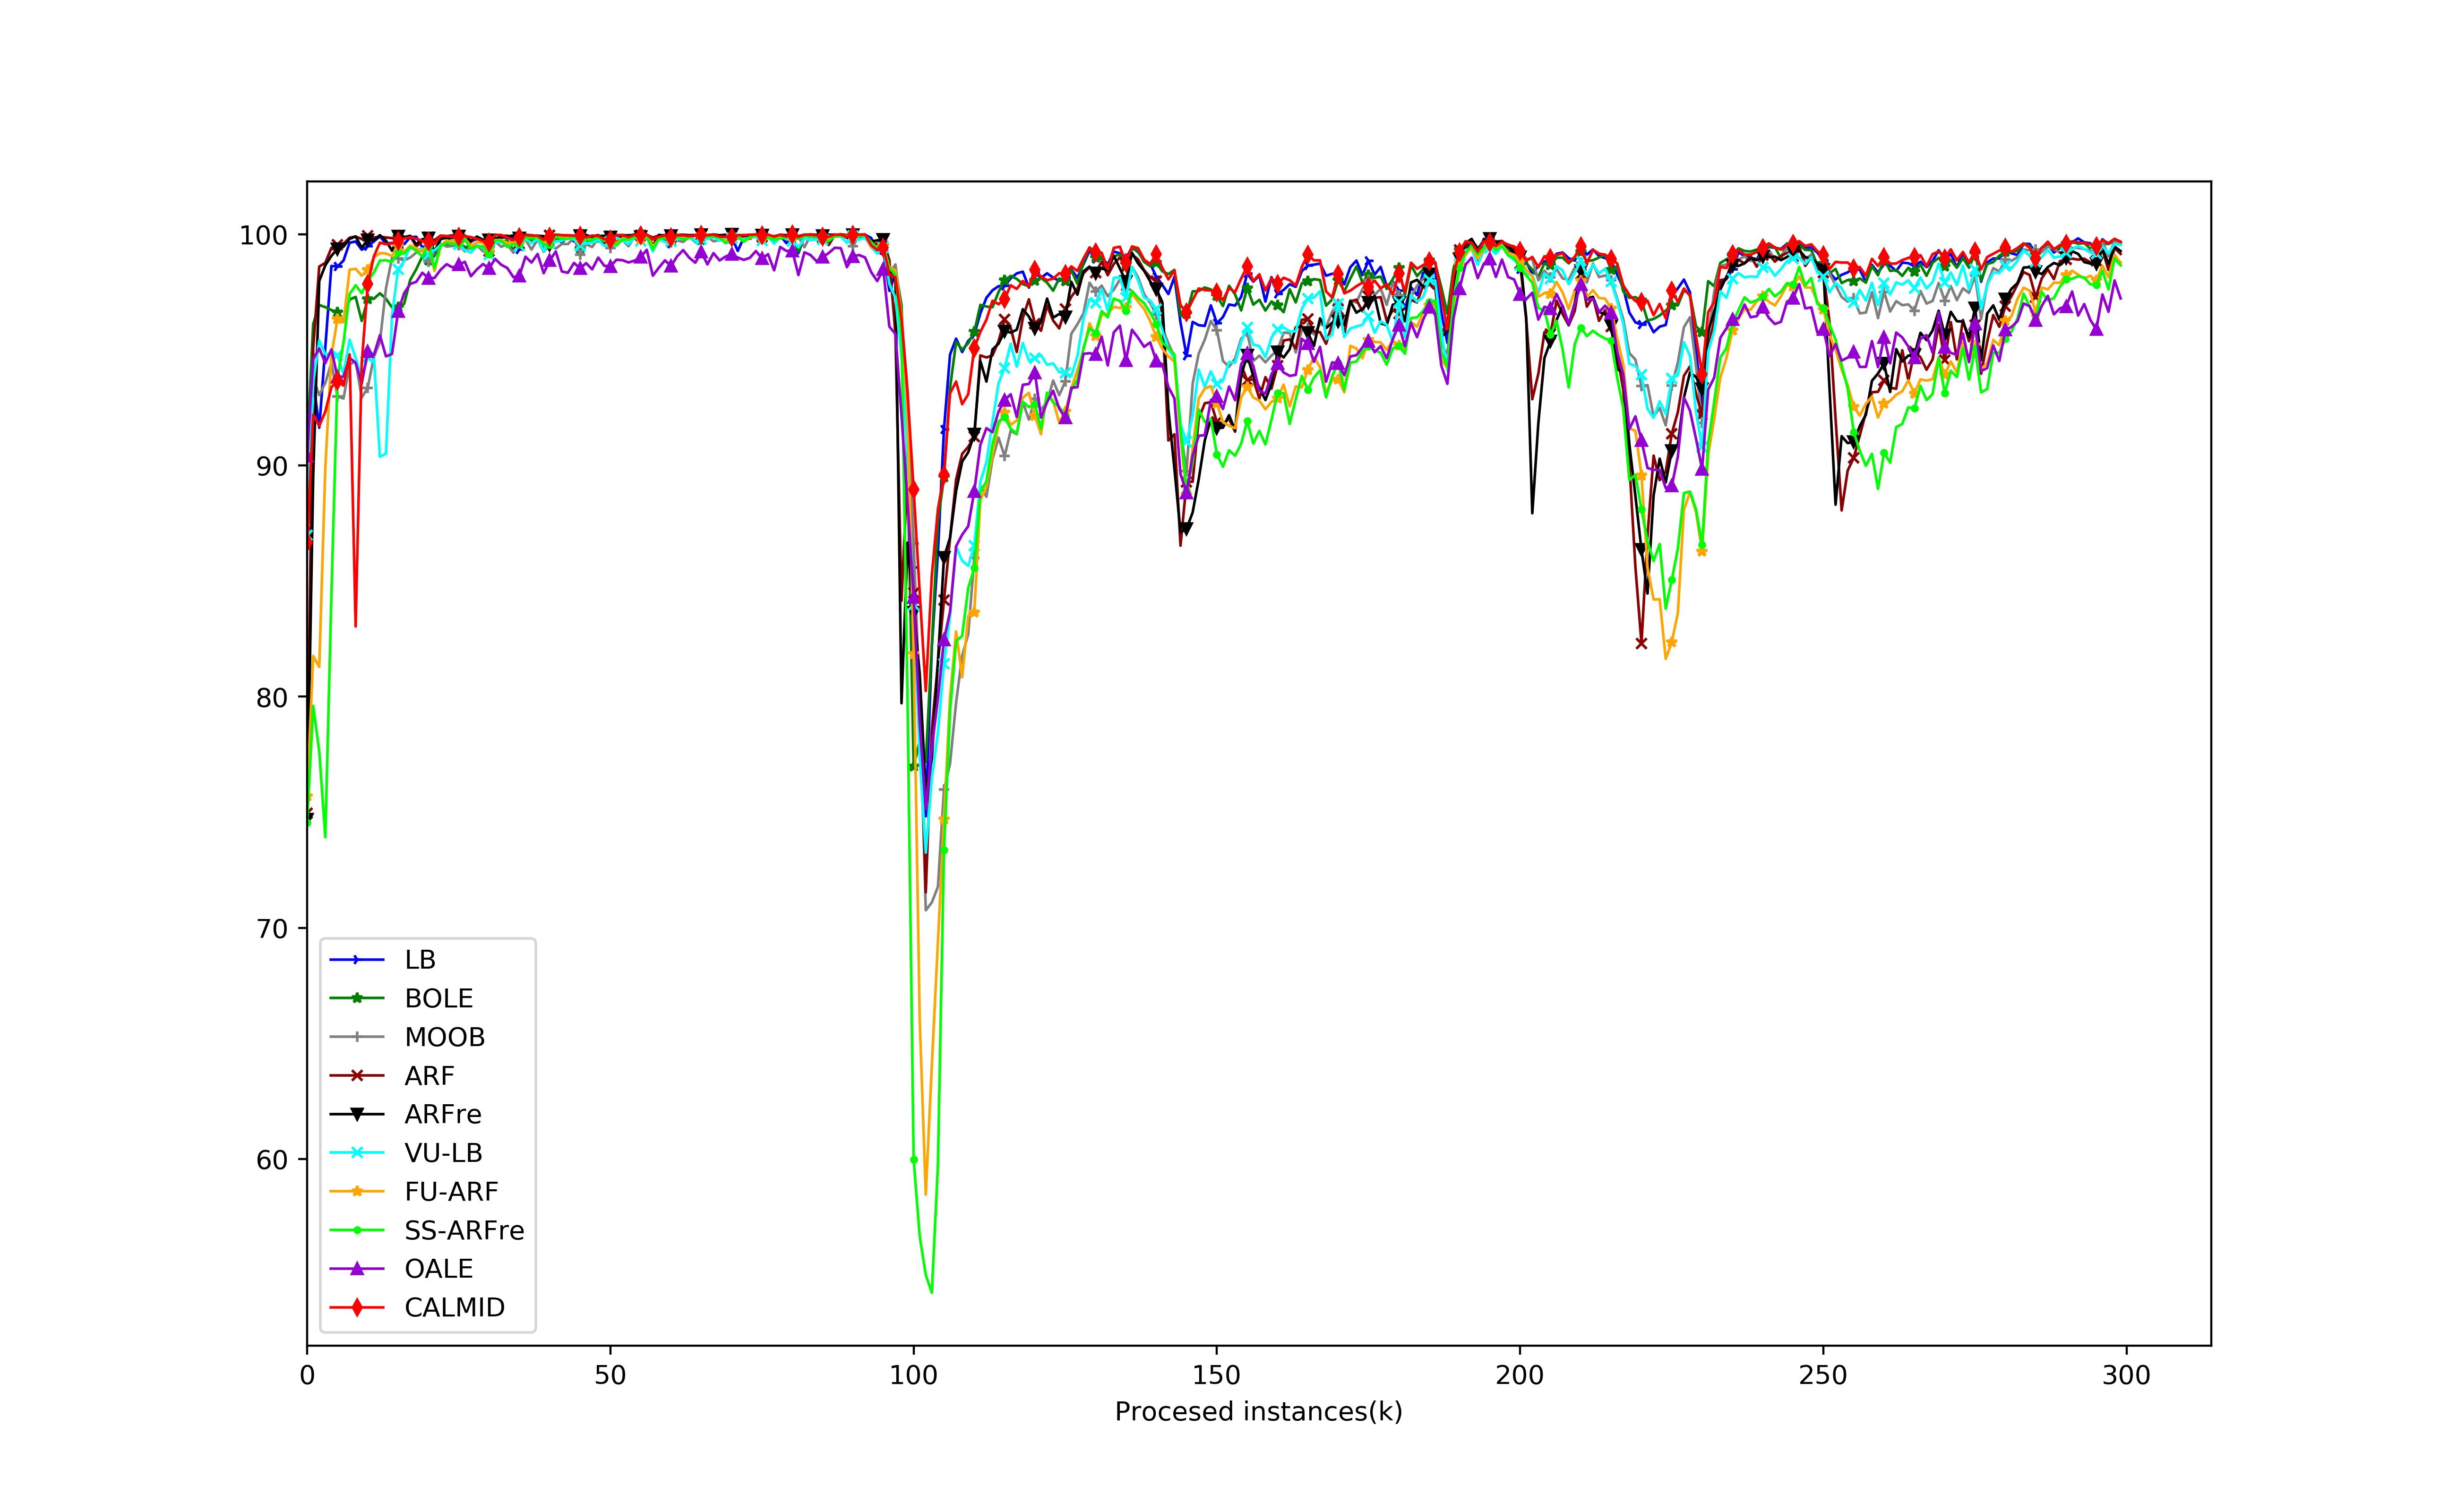 100
90
80
70
60
LB
BOLE
MOOB
ARF
ARFre
VU-LB
FU-ARF
SS-ARFre
OALE
CALMID
0 50 100 150 200 250 300
Procesed instances(k)